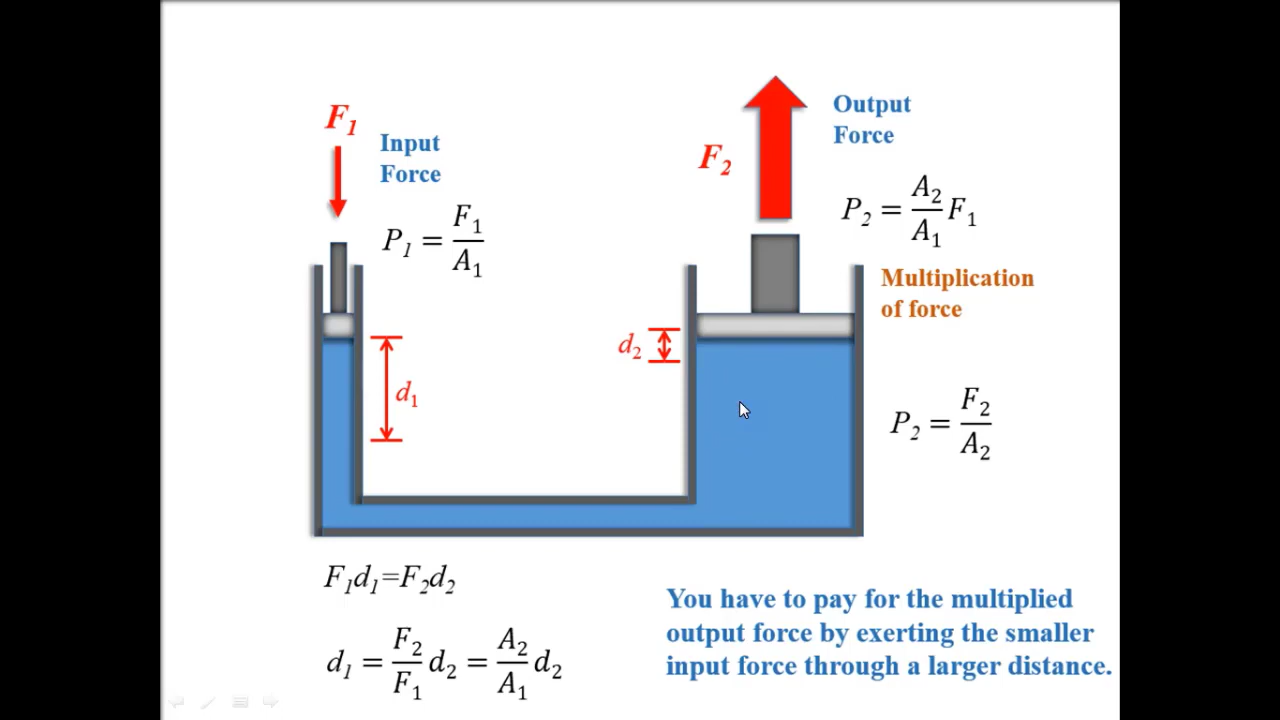 F₁
Input
Force
P₁ = F₁/A₁
F₂
Output
Force
P₂ = A₂/A₁ F₁
Multiplication
of force
d₁
d₂
P₂ = F₂/A₂
F₁d₁=F₂d₂
d₁ = F₂/F₁ d₂ = A₂/A₁ d₂
You have to pay for the multiplied
output force by exerting the smaller
input force through a larger distance.